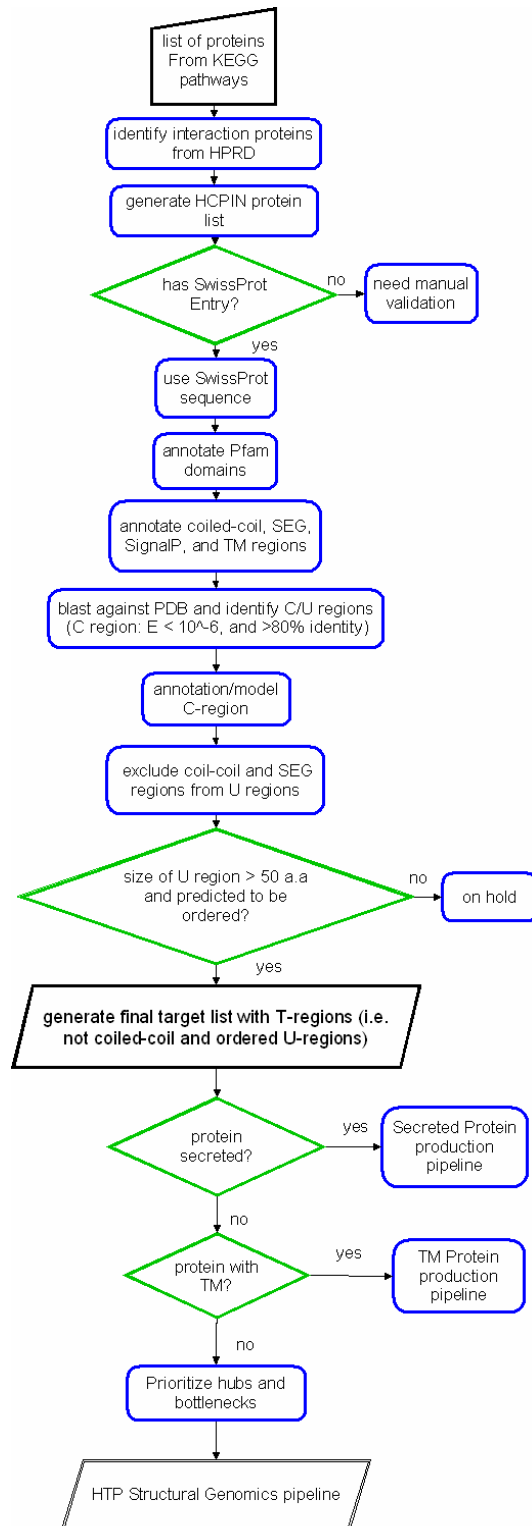 list of proteins
From KEGG
pathways
identify interaction proteins
from HPRD
generate HCPIN protein
list
has SwissProt
Entry?
no
need manual
validation
yes
use SwissProt
sequence
annotate Pfam
domains
annotate coiled-coil, SEG,
SignalP, and TM regions
blast against PDB and identify C/U regions
(C region: E < 10^-6, and >80% identity)
annotation/model
C-region
exclude coil-coil and SEG
regions from U regions
size of U region > 50 a.a
and predicted to be
ordered?
no
on hold
yes
generate final target list with T-regions (i.e.
not coiled-coil and ordered U-regions)
protein
secreted?
yes
Secreted Protein
production
pipeline
no
protein with
TM?
yes
TM Protein
production
pipeline
no
Prioritize hubs and
bottlenecks
HTP Structural Genomics pipeline